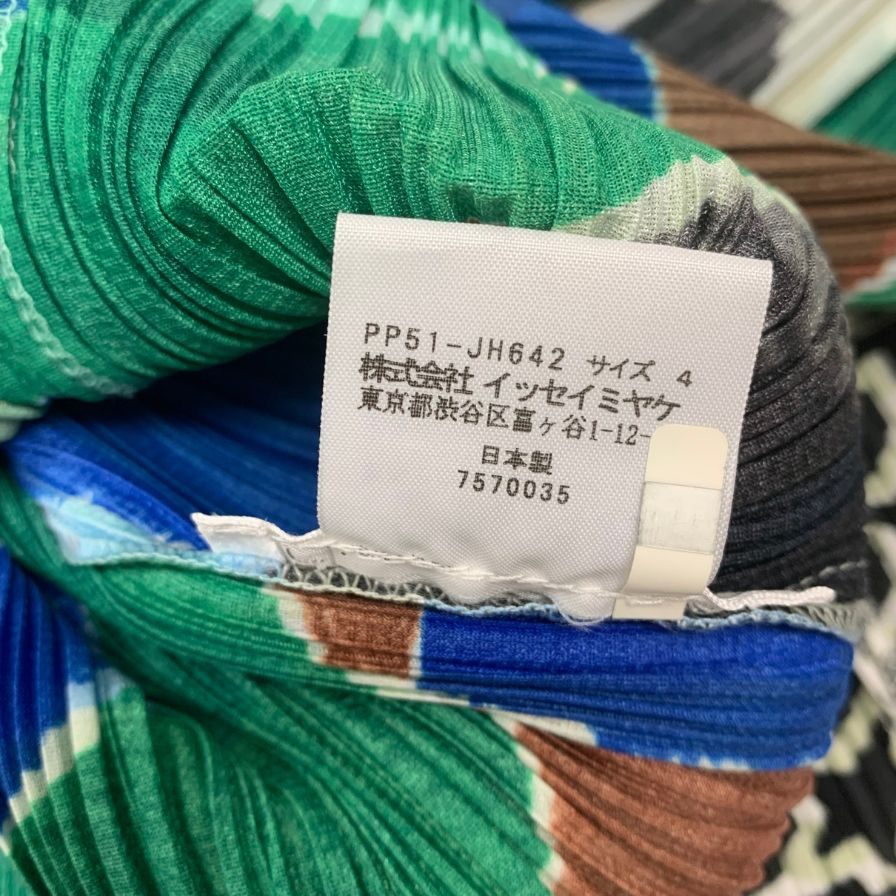 PP51-JH642 サイズ 4
株式会社 イッセイミヤケ
東京都渋谷区富ヶ谷1-12-
日本製
7570035